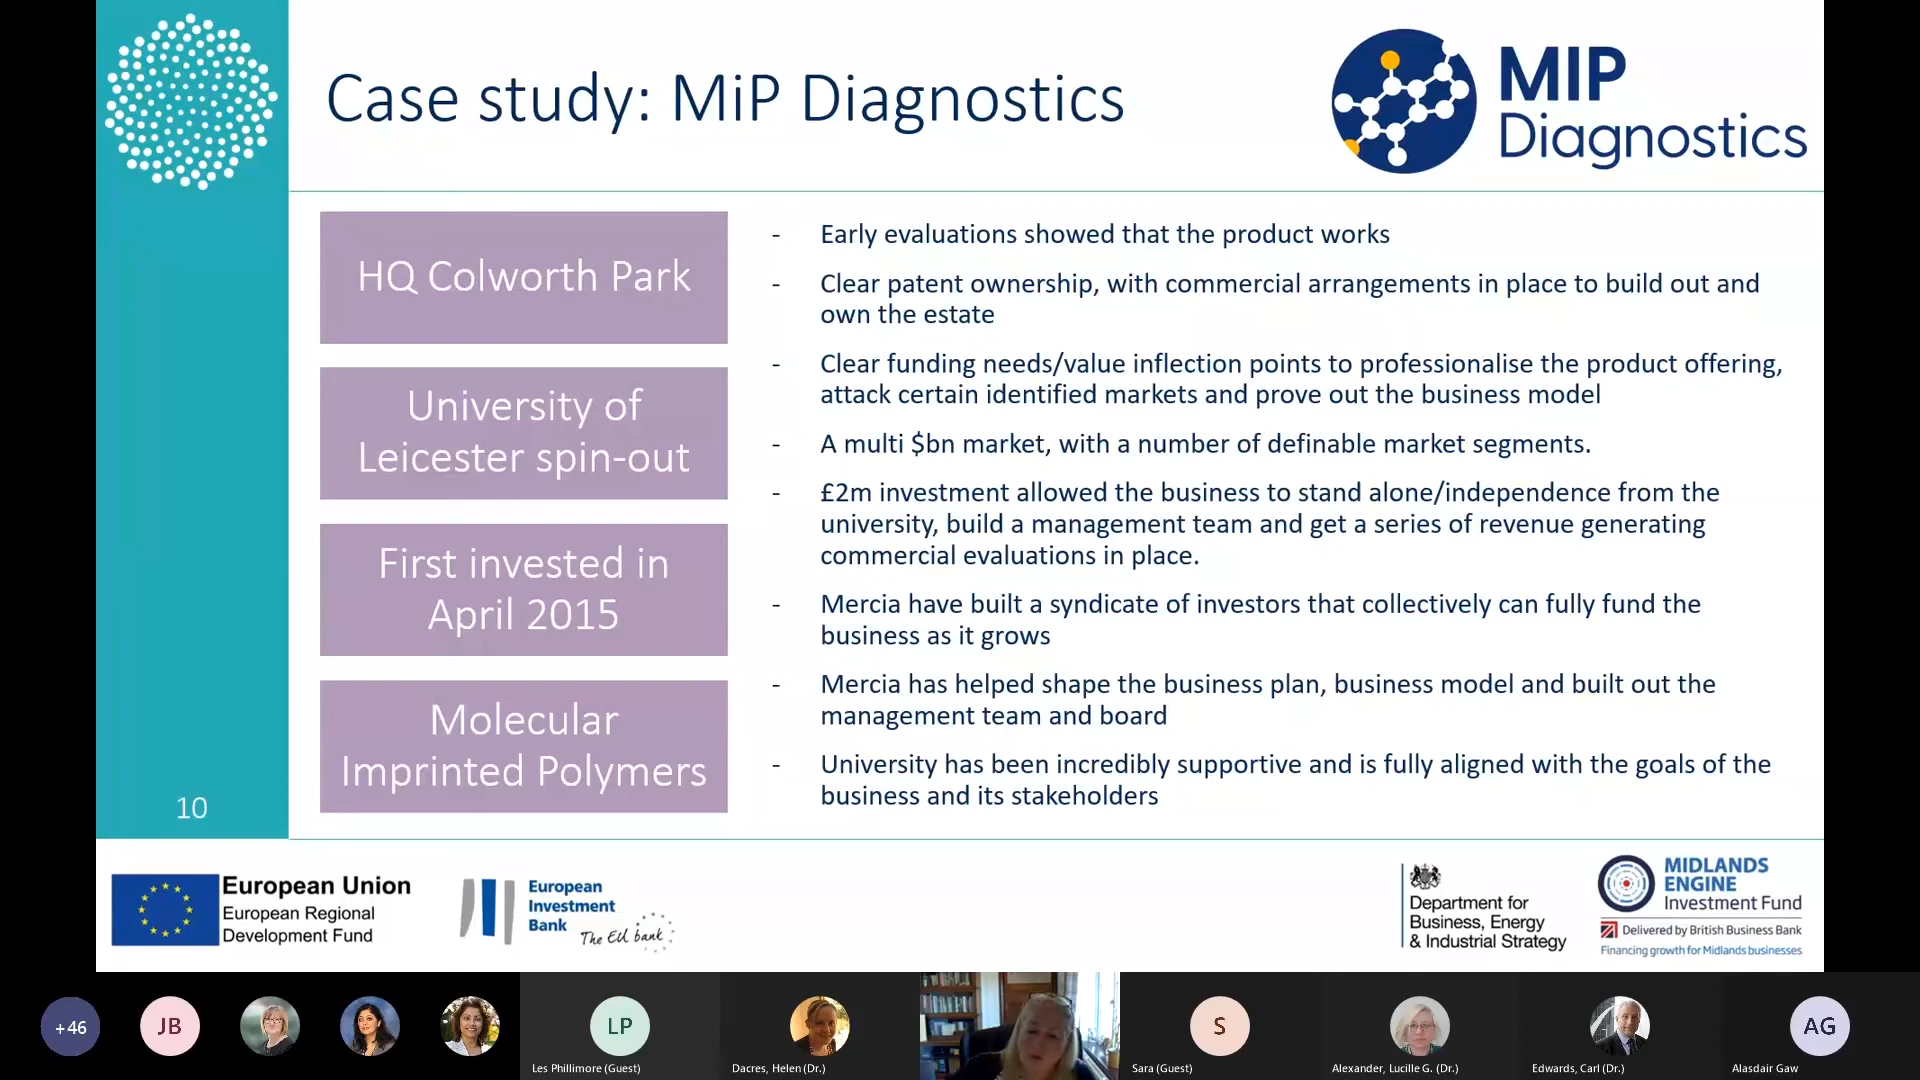 Case study: MiP Diagnostics
MIP
Diagnostics
HQ Colworth Park
University of
Leicester spin-out
First invested in
April 2015
Molecular
Imprinted Polymers
- Early evaluations showed that the product works
- Clear patent ownership, with commercial arrangements in place to build out and
own the estate
- Clear funding needs/value inflection points to professionalise the product offering,
attack certain identified markets and prove out the business model
- A multi $bn market, with a number of definable market segments.
- £2m investment allowed the business to stand alone/independence from the
university, build a management team and get a series of revenue generating
commercial evaluations in place.
- Mercia have built a syndicate of investors that collectively can fully fund the
business as it grows
- Mercia has helped shape the business plan, business model and built out the
management team and board
- University has been incredibly supportive and is fully aligned with the goals of the
business and its stakeholders
10
European Union
European Regional
Development Fund
European
Investment
Bank
The EU bank
Department for
Business, Energy
& Industrial Strategy
MIDLANDS
ENGINE
Investment Fund
Delivered by British Business Bank
Financing growth for Midlands businesses
+46
JB
LP
Les Phillimore (Guest)
Dacres, Helen (Dr.)
S
Sara (Guest)
Alexander, Lucille G. (Dr.)
Edwards, Carl (Dr.)
AG
Alasdair Gaw